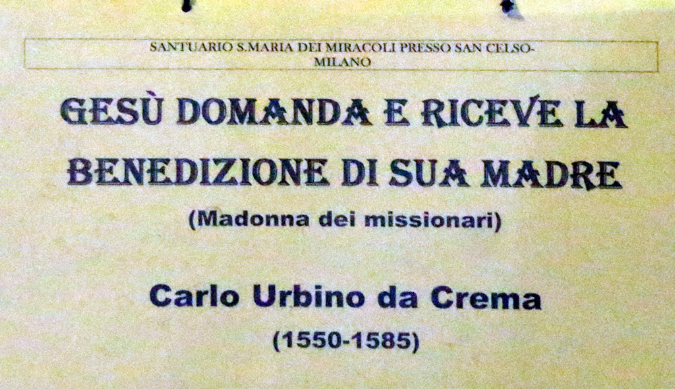 SANTUARIO S.MARIA DEI MIRACOLI PRESSO SAN CELSO-
MILANO
GESÙ DOMANDA E RICEVE LA
BENEDIZIONE DI SUA MADRE
(Madonna dei missionari)
Carlo Urbino da Crema
(1550-1585)